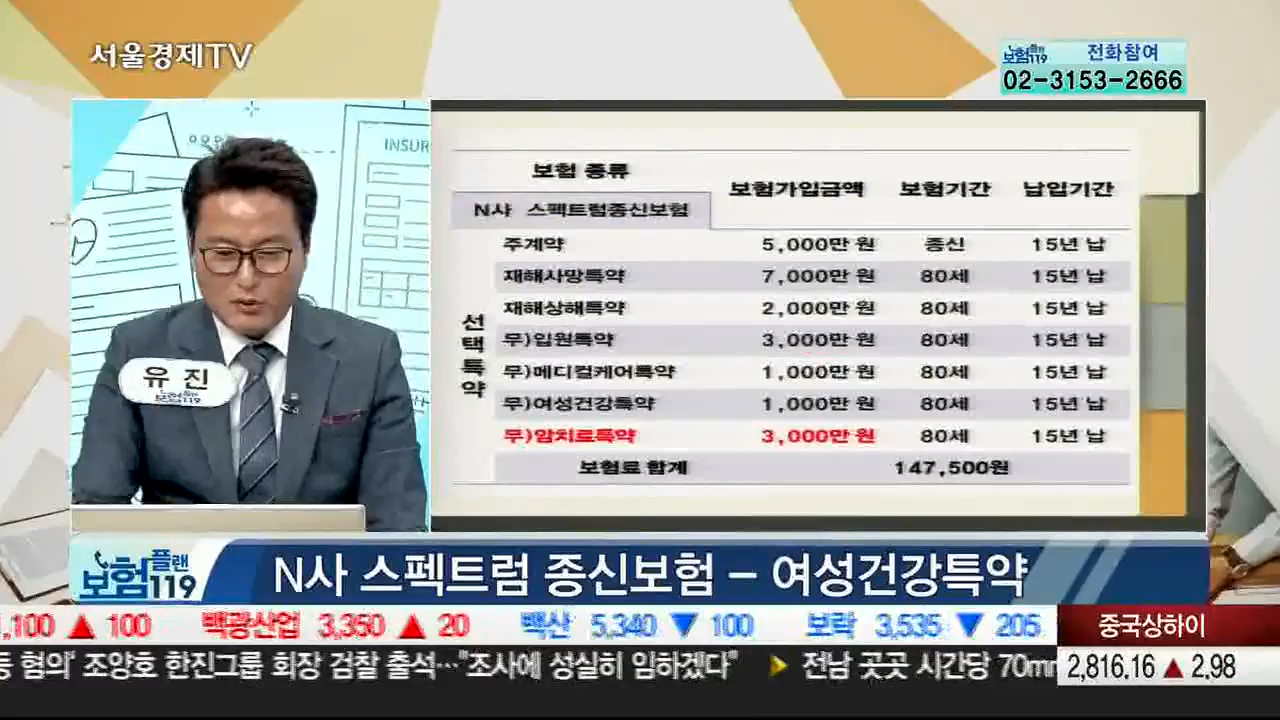 서울경제TV
보험플랜119 전화참여
02-3153-2666
INSUR
보험 종류 보험가입금액 보험기간 납입기간
N사 스펙트럼종신보험
주계약 5,000만 원 종신 15년 납
선택특약
재해사망특약 7,000만 원 80세 15년 납
재해상해특약 2,000만 원 80세 15년 납
무)입원특약 3,000만 원 80세 15년 납
무)메디컬케어특약 1,000만 원 80세 15년 납
무)여성건강특약 1,000만 원 80세 15년 납
무)암치료특약 3,000만 원 80세 15년 납
보험료 합계 147,500원
유 진
보험플랜119
보험플랜119
N사 스펙트럼 종신보험 – 여성건강특약
,100 ▲ 100 백광산업 3,350 ▲ 20 백산 5,340 ▼ 100 보락 3,535 ▼ 205 중국상하이
등 혐의' 조양호 한진그룹 회장 검찰 출석…"조사에 성실히 임하겠다" ▶ 전남 곳곳 시간당 70mm 2,816.16 ▲ 2.98